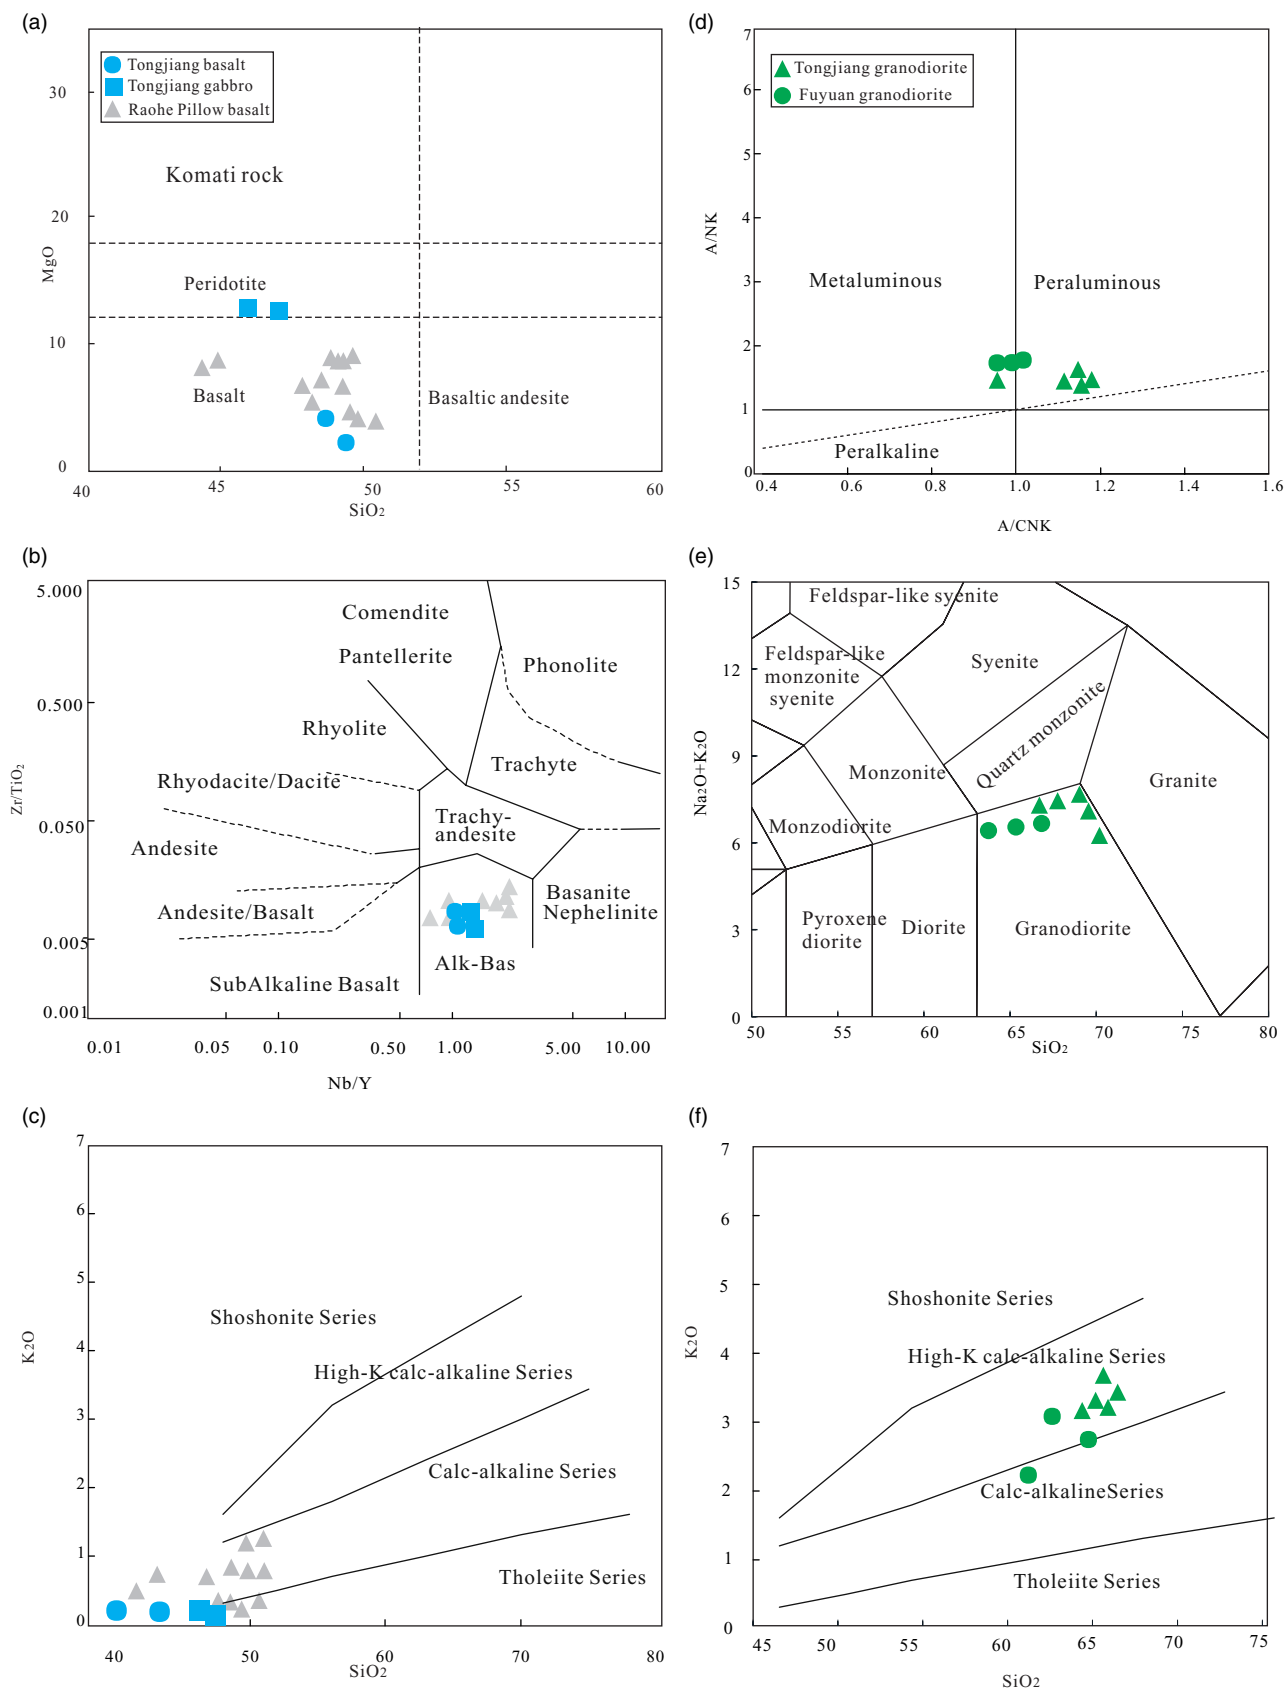 (a)
30
20
10
0
MgO
40
45
50
55
60
SiO2
Tongjiang basalt
Tongjiang gabbro
Raohe Pillow basalt
Komati rock
Peridotite
Basalt
Basaltic andesite
(d)
7
6
5
4
3
2
1
0
A/NK
0.4
0.6
0.8
1.0
1.2
1.4
1.6
A/CNK
Tongjiang granodiorite
Fuyuan granodiorite
Metaluminous
Peraluminous
Peralkaline
(b)
5.000
0.500
0.050
0.005
0.001
Zr/TiO2
0.01
0.05
0.10
0.50
1.00
5.00
10.00
Nb/Y
Comendite
Pantellerite
Phonolite
Rhyolite
Trachyte
Rhyodacite/Dacite
Trachy-
andesite
Andesite
Andesite/Basalt
Basanite
Nephelinite
Alk-Bas
SubAlkaline Basalt
(e)
15
12
9
6
3
0
Na2O+K2O
50
55
60
65
70
75
80
SiO2
Feldspar-like syenite
Feldspar-like
monzonite
syenite
Syenite
Quartz monzonite
Monzonite
Granite
Monzodiorite
Pyroxene
diorite
Diorite
Granodiorite
(c)
7
6
5
4
3
2
1
0
K2O
40
50
60
70
80
SiO2
Shoshonite Series
High-K calc-alkaline Series
Calc-alkaline Series
Tholeiite Series
(f)
7
6
5
4
3
2
1
0
K2O
45
50
55
60
65
70
75
SiO2
Shoshonite Series
High-K calc-alkaline Series
Calc-alkalineSeries
Tholeiite Series